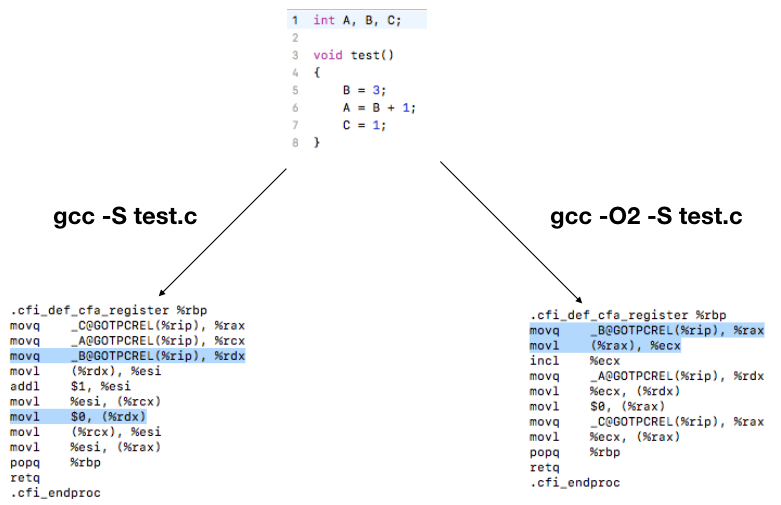 1 int A, B, C;
2
3 void test()
4 {
5 B = 3;
6 A = B + 1;
7 C = 1;
8 }
gcc -S test.c
gcc -O2 -S test.c
.cfi_def_cfa_register %rbp
movq _C@GOTPCREL(%rip), %rax
movq _A@GOTPCREL(%rip), %rcx
movq _B@GOTPCREL(%rip), %rdx
movl (%rdx), %esi
addl $1, %esi
movl %esi, (%rcx)
movl $0, (%rdx)
movl (%rcx), %esi
movl %esi, (%rax)
popq %rbp
retq
.cfi_endproc
.cfi_def_cfa_register %rbp
movq _B@GOTPCREL(%rip), %rax
movl (%rax), %ecx
incl %ecx
movq _A@GOTPCREL(%rip), %rdx
movl %ecx, (%rdx)
movl $0, (%rax)
movq _C@GOTPCREL(%rip), %rax
movl %ecx, (%rax)
popq %rbp
retq
.cfi_endproc